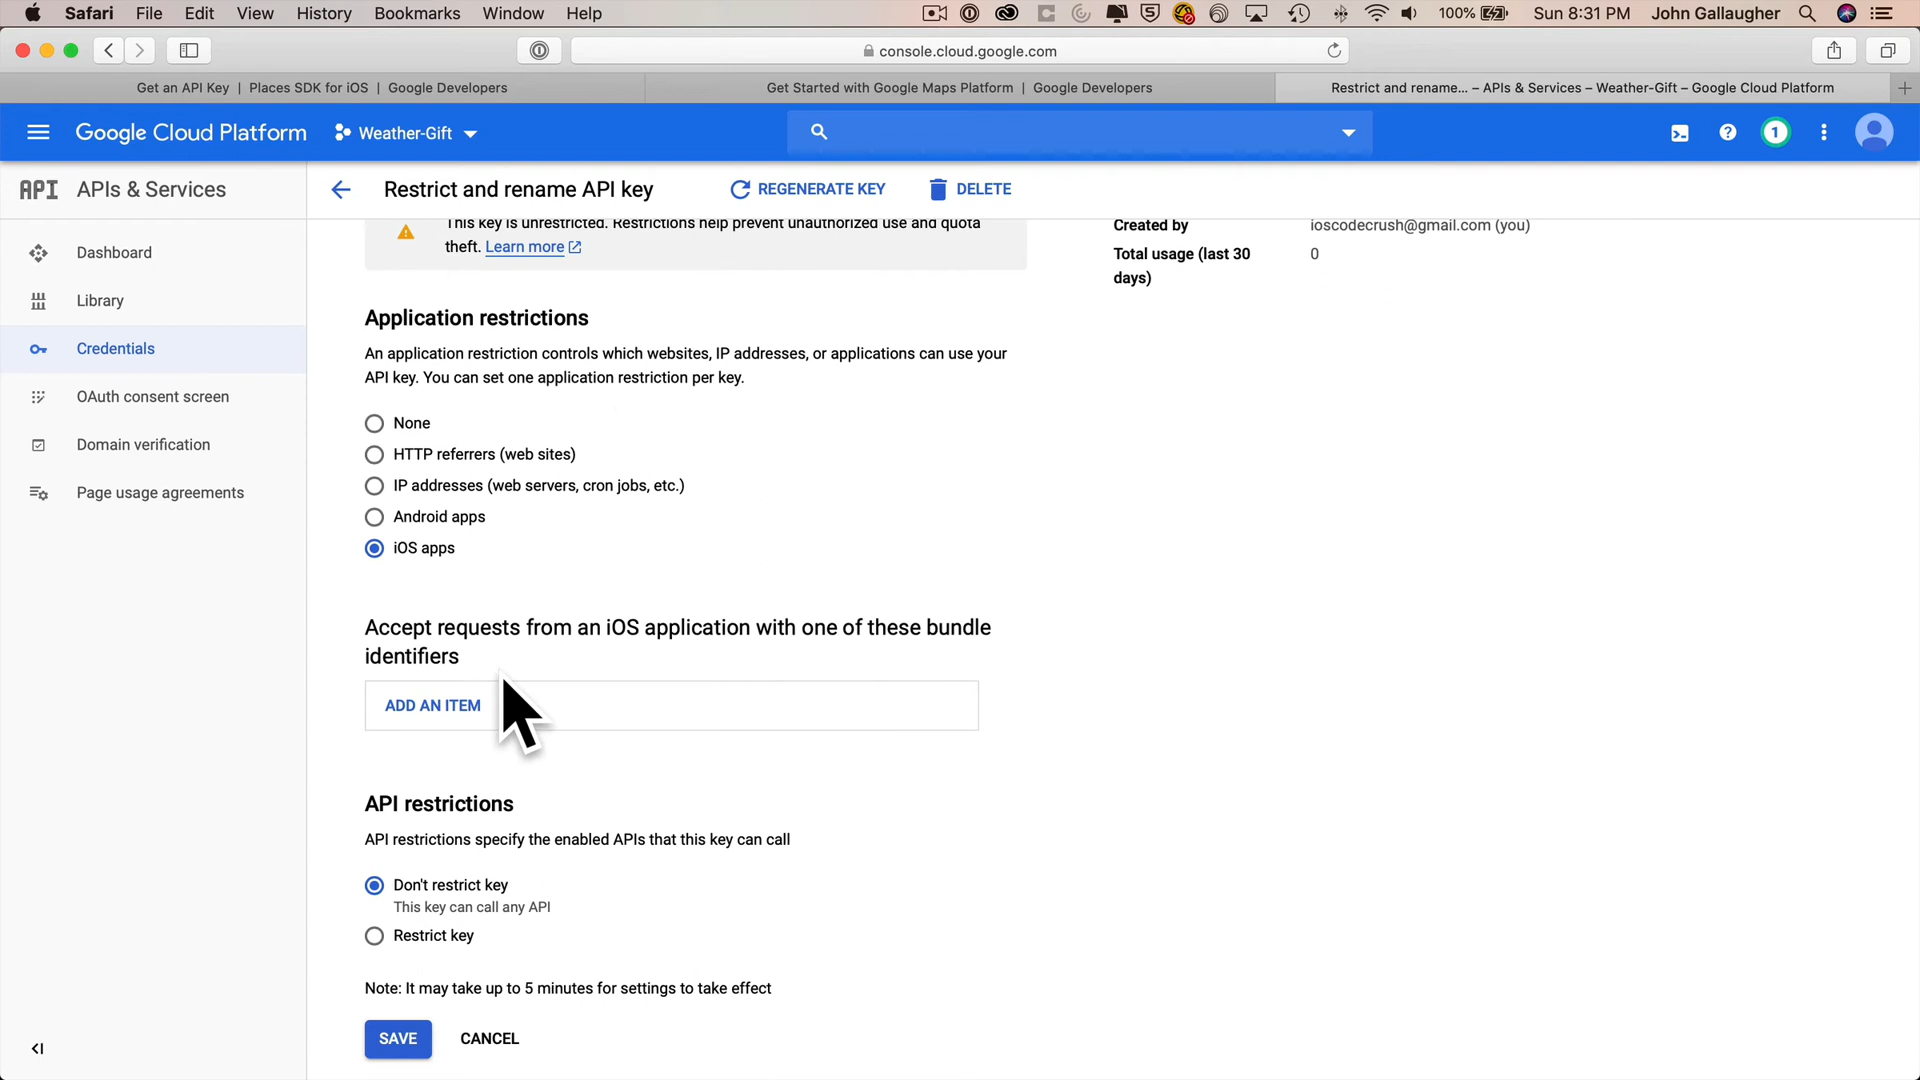 Safari File Edit View History Bookmarks Window Help 100% Sun 8:31 PM John Gallaugher
console.cloud.google.com
Get an API Key | Places SDK for iOS | Google Developers
Get Started with Google Maps Platform | Google Developers
Restrict and rename... – APIs & Services – Weather-Gift – Google Cloud Platform
Google Cloud Platform Weather-Gift 1
API APIs & Services
Restrict and rename API key REGENERATE KEY DELETE
Dashboard
Library
Credentials
OAuth consent screen
Domain verification
Page usage agreements
This key is unrestricted. Restrictions help prevent unauthorized use and quota
theft. Learn more
Created by ioscodecrush@gmail.com (you)
Total usage (last 30 0
days)
Application restrictions
An application restriction controls which websites, IP addresses, or applications can use your
API key. You can set one application restriction per key.
None
HTTP referrers (web sites)
IP addresses (web servers, cron jobs, etc.)
Android apps
iOS apps
Accept requests from an iOS application with one of these bundle
identifiers
ADD AN ITEM
API restrictions
API restrictions specify the enabled APIs that this key can call
Don't restrict key
This key can call any API
Restrict key
Note: It may take up to 5 minutes for settings to take effect
SAVE CANCEL